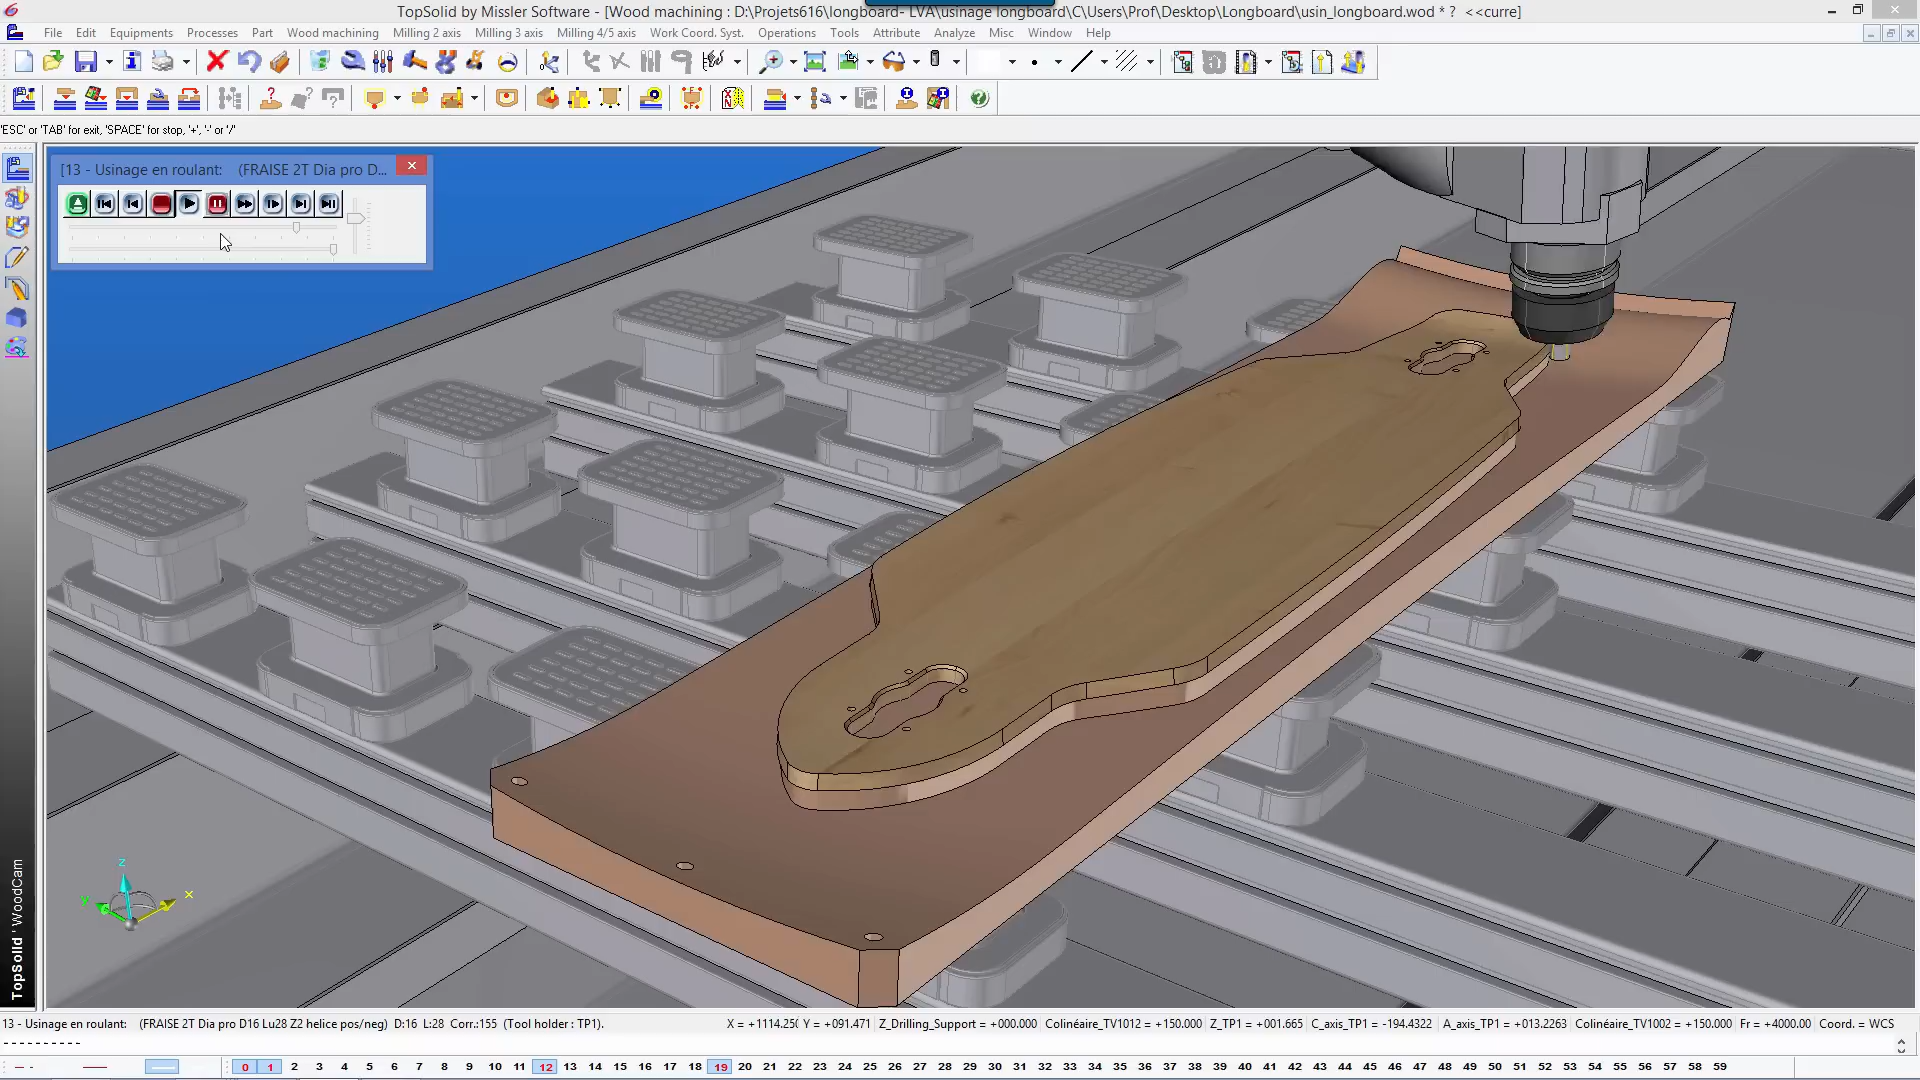 TopSolid by Missler Software - [Wood machining : D:\Projets616\longboard- LVA\usinage longboard\C\Users\Prof\Desktop\Longboard\usin_longboard.wod * ?  <<curre]
File Edit Equipments Processes Part Wood machining Milling 2 axis Milling 3 axis Milling 4/5 axis Work Coord. Syst. Operations Tools Attribute Analyze Misc Window Help
'ESC' or 'TAB' for exit, 'SPACE' for stop, '+', '-' or '/'
[13 - Usinage en roulant: (FRAISE 2T Dia pro D...
Z
Y
X
TopSolid ' WoodCam
13 - Usinage en roulant: (FRAISE 2T Dia pro D16 Lu28 Z2 helice pos/neg) D:16 L:28 Corr.:155 (Tool holder : TP1). X = +1114.250 Y = +091.471 Z_Drilling_Support = +000.000 Colinéaire_TV1012 = +150.000 Z_TP1 = +001.665 C_axis_TP1 = -194.4322 A_axis_TP1 = +013.2263 Colinéaire_TV1002 = +150.000 Fr = +4000.00 Coord. = WCS
----------
0 1 2 3 4 5 6 7 8 9 10 11 12 13 14 15 16 17 18 19 20 21 22 23 24 25 26 27 28 29 30 31 32 33 34 35 36 37 38 39 40 41 42 43 44 45 46 47 48 49 50 51 52 53 54 55 56 57 58 59